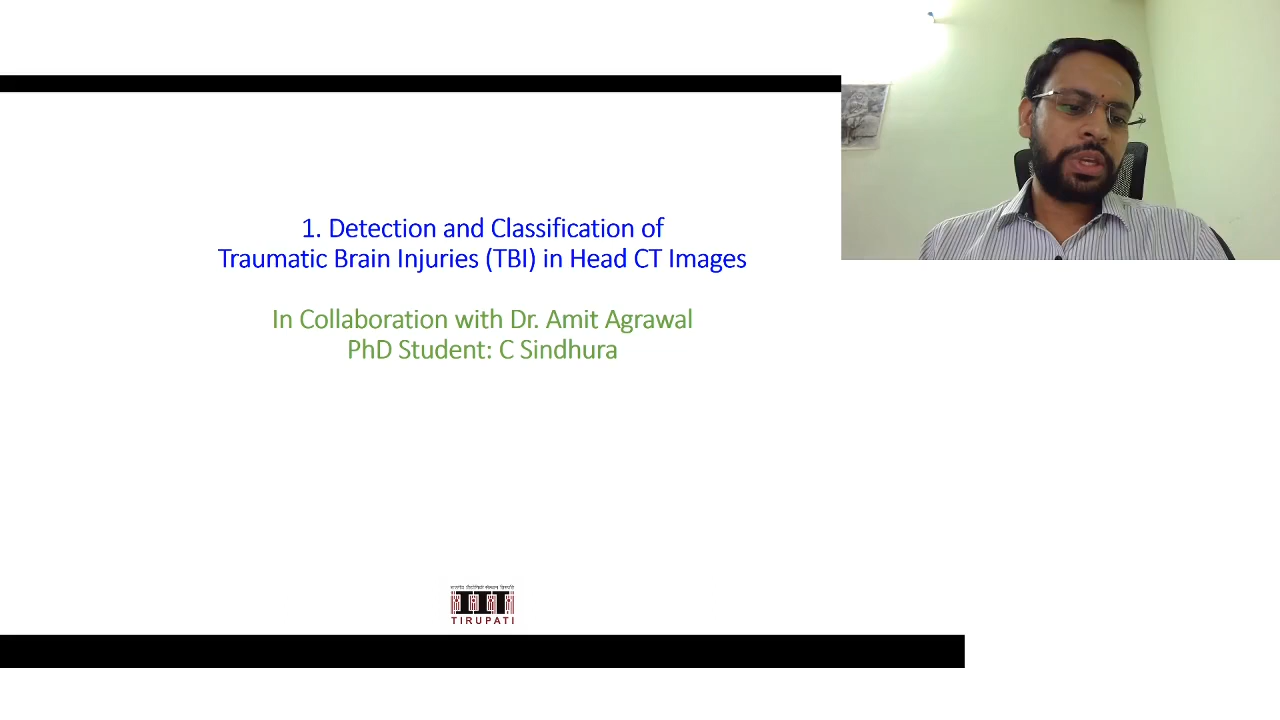 1. Detection and Classification of
Traumatic Brain Injuries (TBI) in Head CT Images
In Collaboration with Dr. Amit Agrawal
PhD Student: C Sindhura
TIRUPATI